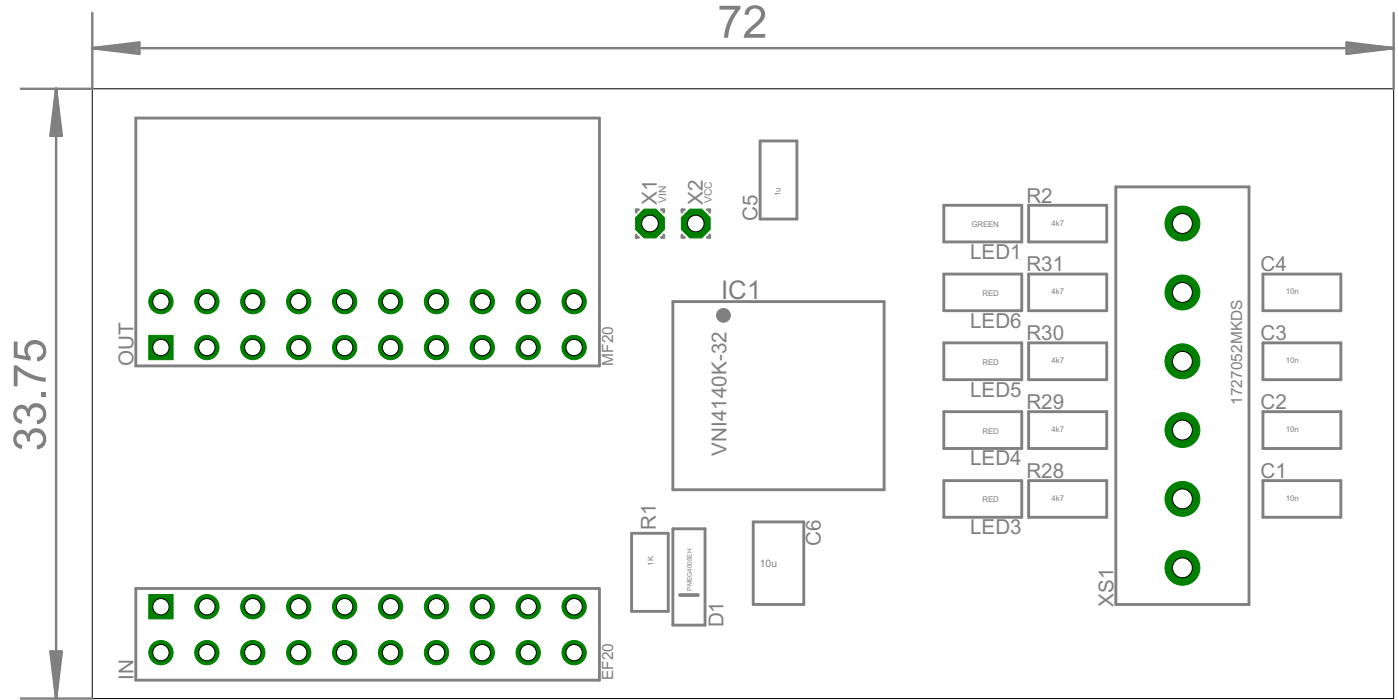 72
33.75
OUT
MF20
X1
VIN
X2
VCC
C5
1u
IC1
VNI4140K-32
R2
GREEN
4k7
LED1
R31
RED
4k7
LED6
R30
RED
4k7
LED5
R29
RED
4k7
LED4
R28
RED
4k7
LED3
1727052MKDS
XS1
C4
10n
C3
10n
C2
10n
C1
10n
R1
1K
PMEG4005EH
D1
C6
10u
IN
EF20